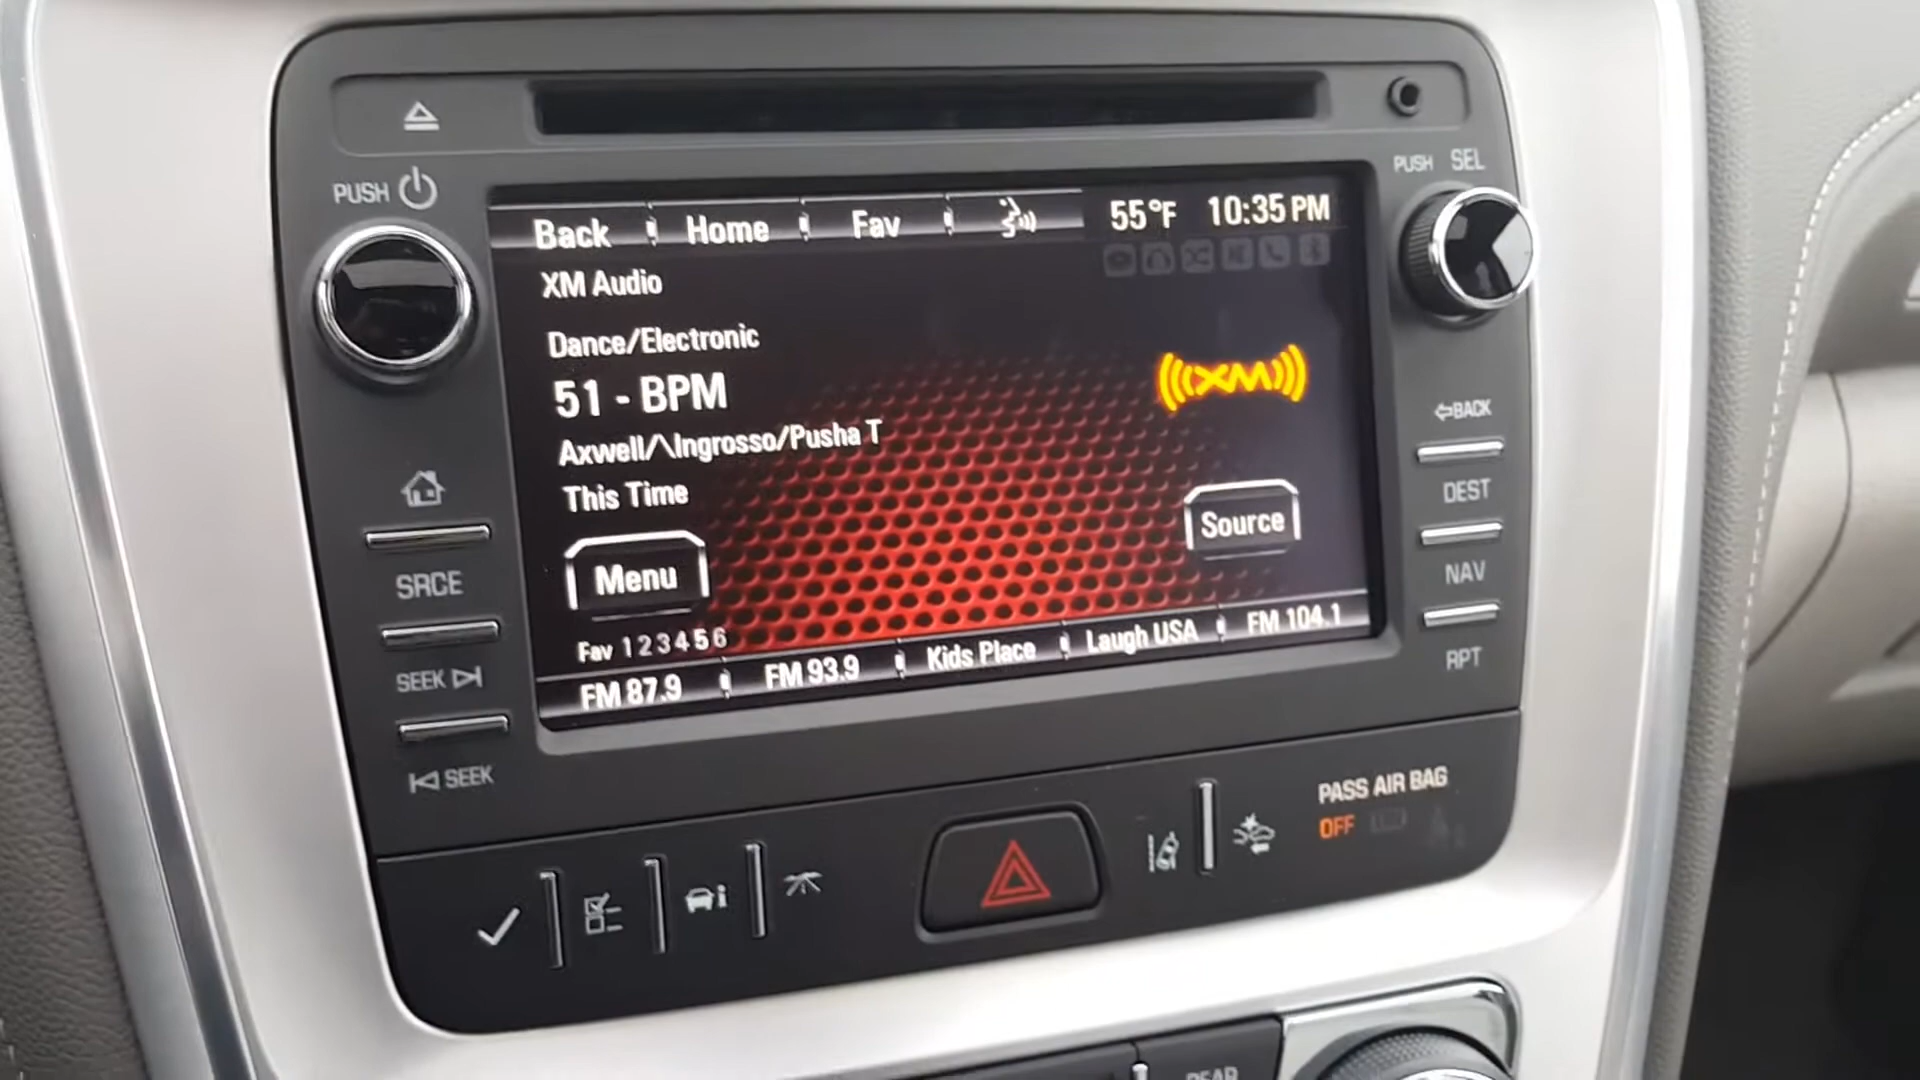 PUSH
PUSH SEL
Back Home Fav 55°F 10:35 PM
XM Audio
Dance/Electronic
51 - BPM
XM
Axwell/\Ingrosso/Pusha T
This Time
Menu
Source
Fav 1 2 3 4 5 6
FM 87.9 FM 93.9 Kids Place Laugh USA FM 104.1
SRCE
SEEK
SEEK
BACK
DEST
NAV
RPT
PASS AIR BAG
OFF
REAR